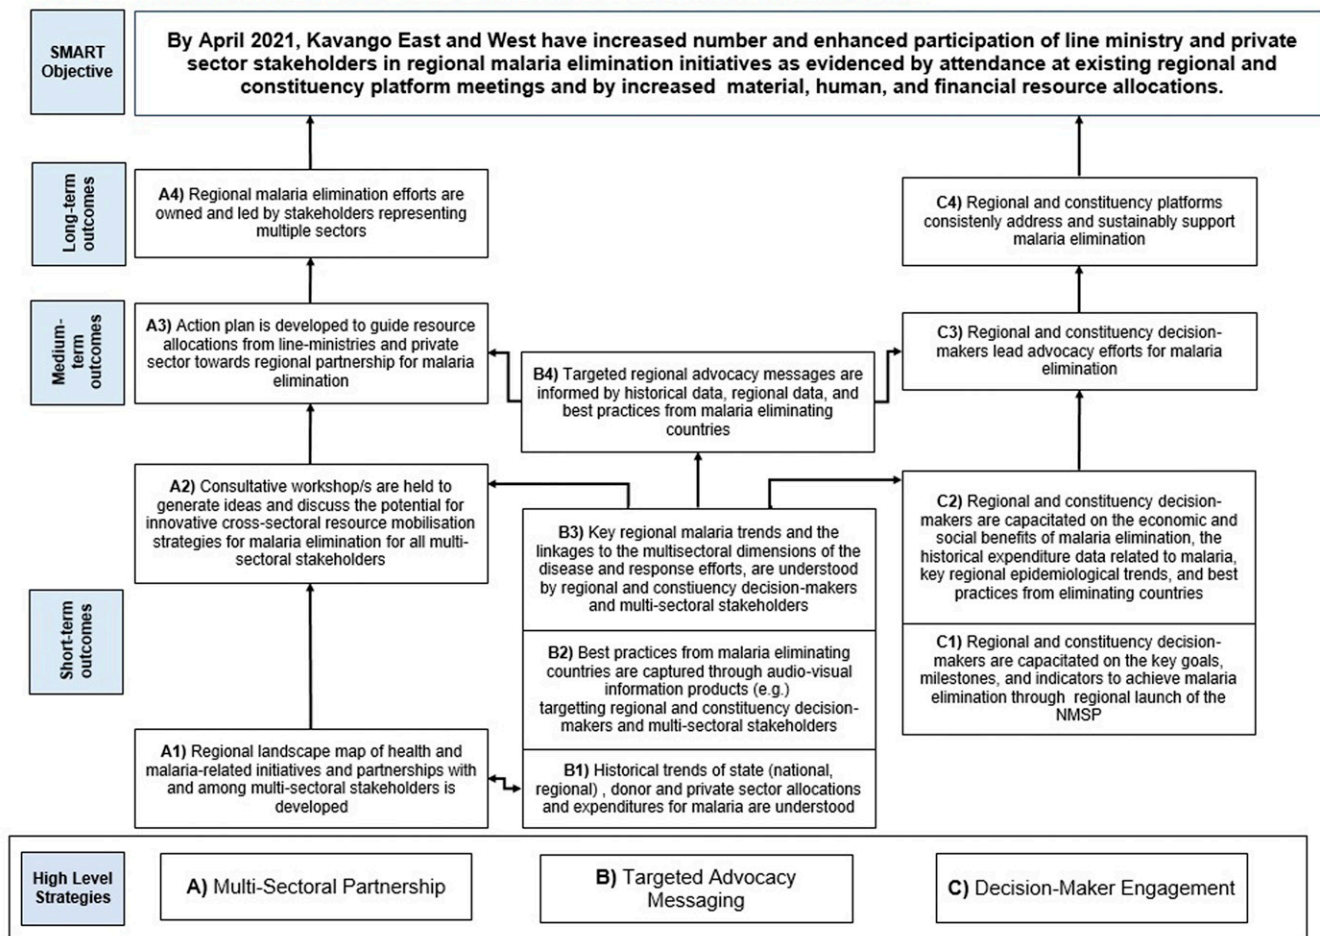 SMART
Objective
By April 2021, Kavango East and West have increased number and enhanced participation of line ministry and private
sector stakeholders in regional malaria elimination initiatives as evidenced by attendance at existing regional and
constituency platform meetings and by increased material, human, and financial resource allocations.
Long-term
outcomes
A4) Regional malaria elimination efforts are
owned and led by stakeholders representing
multiple sectors
C4) Regional and constituency platforms
consistenly address and sustainably support
malaria elimination
Medium-
term
outcomes
A3) Action plan is developed to guide resource
allocations from line-ministries and private
sector towards regional partnership for malaria
elimination
B4) Targeted regional advocacy messages are
informed by historical data, regional data, and
best practices from malaria eliminating
countries
C3) Regional and constituency decision-
makers lead advocacy efforts for malaria
elimination
Short-term
outcomes
A2) Consultative workshop/s are held to
generate ideas and discuss the potential for
innovative cross-sectoral resource mobilisation
strategies for malaria elimination for all multi-
sectoral stakeholders
B3) Key regional malaria trends and the
linkages to the multisectoral dimensions of the
disease and response efforts, are understood
by regional and constiuency decision-makers
and multi-sectoral stakeholders
C2) Regional and constituency decision-
makers are capacitated on the economic and
social benefits of malaria elimination, the
historical expenditure data related to malaria,
key regional epidemiological trends, and best
practices from eliminating countries
B2) Best practices from malaria eliminating
countries are captured through audio-visual
information products (e.g.)
targetting regional and constituency decision-
makers and multi-sectoral stakeholders
C1) Regional and constituency decision-
makers are capacitated on the key goals,
milestones, and indicators to achieve malaria
elimination through regional launch of the
NMSP
A1) Regional landscape map of health and
malaria-related initiatives and partnerships with
and among multi-sectoral stakeholders is
developed
B1) Historical trends of state (national,
regional) , donor and private sector allocations
and expenditures for malaria are understood
High Level
Strategies
A) Multi-Sectoral Partnership
B) Targeted Advocacy
Messaging
C) Decision-Maker Engagement